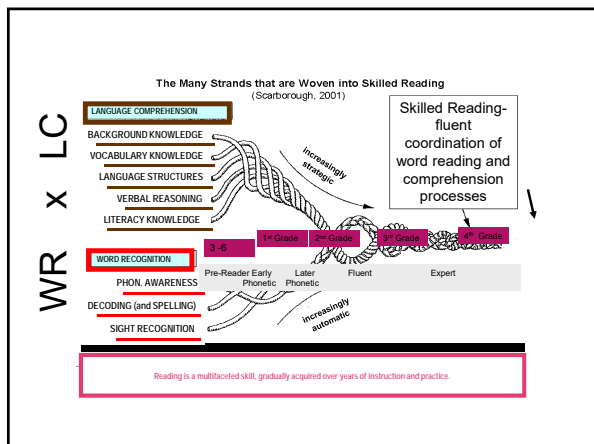 The Many Strands that are Woven into Skilled Reading
(Scarborough, 2001)
WR x LC
LANGUAGE COMPREHENSION
BACKGROUND KNOWLEDGE
VOCABULARY KNOWLEDGE
LANGUAGE STRUCTURES
VERBAL REASONING
LITERACY KNOWLEDGE
increasingly
strategic
Skilled Reading-
fluent
coordination of
word reading and
comprehension
processes
3 -6
1st Grade
2nd Grade
3rd Grade
4th Grade
WORD RECOGNITION
PHON. AWARENESS
DECODING (and SPELLING)
SIGHT RECOGNITION
Pre-Reader Early Later Fluent Expert
Phonetic Phonetic
increasingly
automatic
Reading is a multifaceted skill, gradually acquired over years of instruction and practice.